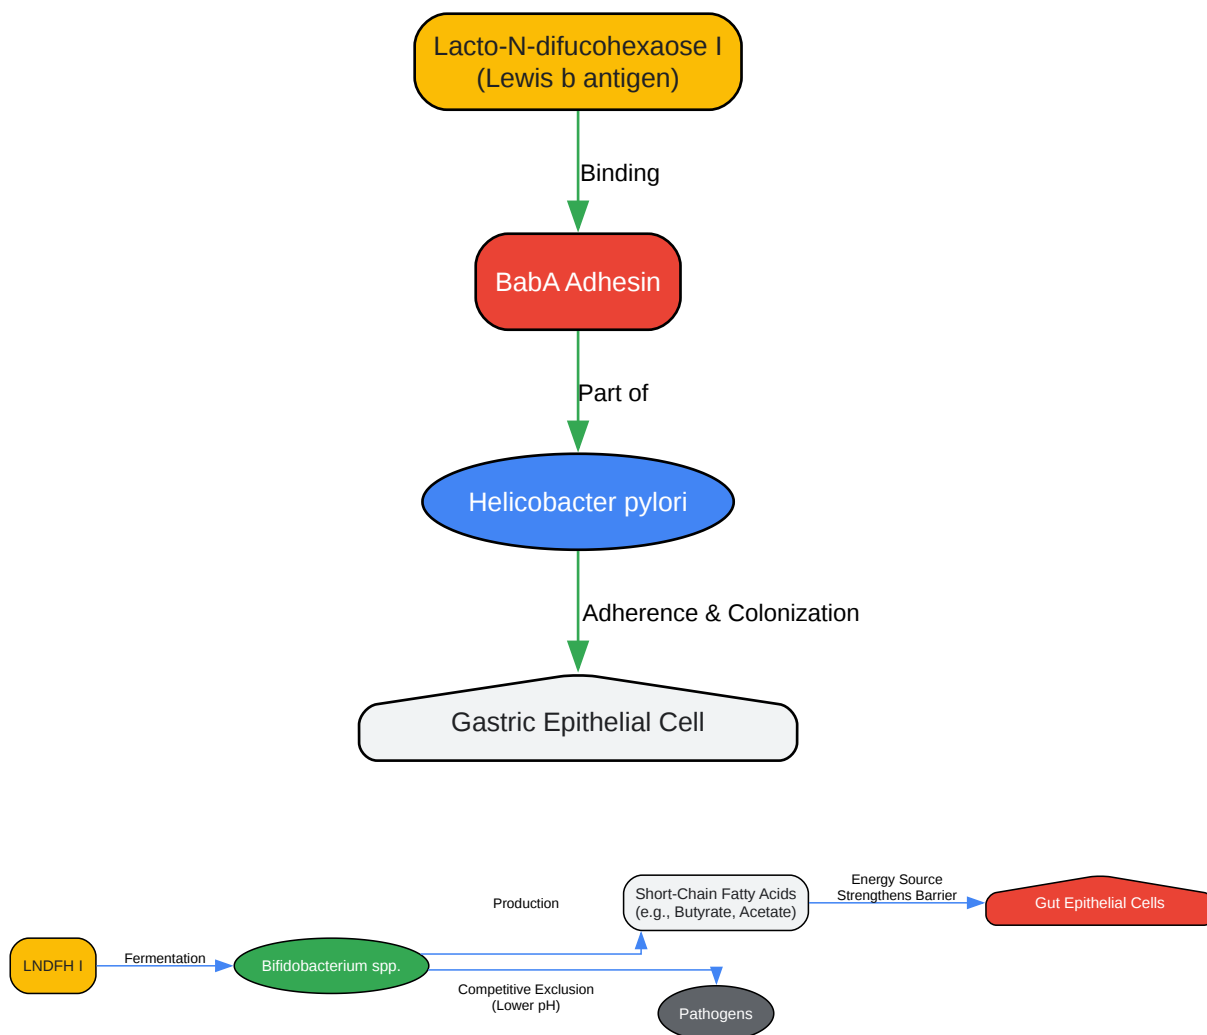 Lacto-N-difucohexaose I
(Lewis b antigen)
Binding
BabA Adhesin
Part of
Helicobacter pylori
Adherence & Colonization
Gastric Epithelial Cell
LNDFH I
Fermentation
Bifidobacterium spp.
Production
Short-Chain Fatty Acids
(e.g., Butyrate, Acetate)
Energy Source
Strengthens Barrier
Gut Epithelial Cells
Competitive Exclusion
(Lower pH)
Pathogens